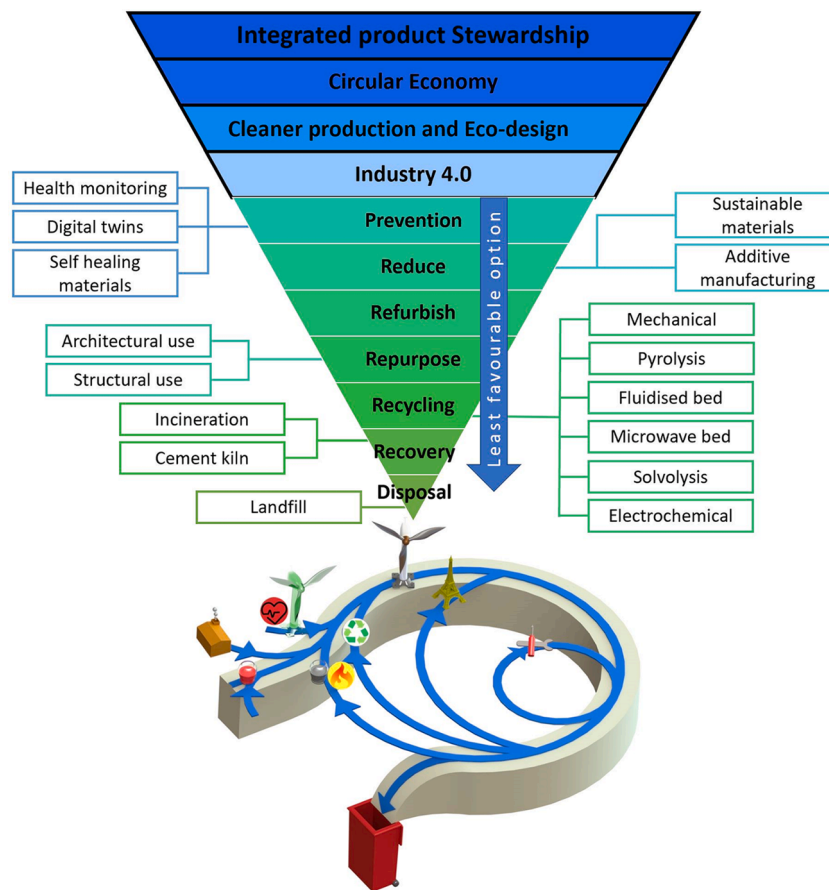 Integrated product Stewardship
Circular Economy
Cleaner production and Eco-design
Industry 4.0
Health monitoring
Digital twins
Self healing
materials
Prevention
Reduce
Refurbish
Repurpose
Recycling
Recovery
Disposal
Least favourable option
Sustainable
materials
Additive
manufacturing
Architectural use
Structural use
Incineration
Cement kiln
Landfill
Mechanical
Pyrolysis
Fluidised bed
Microwave bed
Solvolysis
Electrochemical